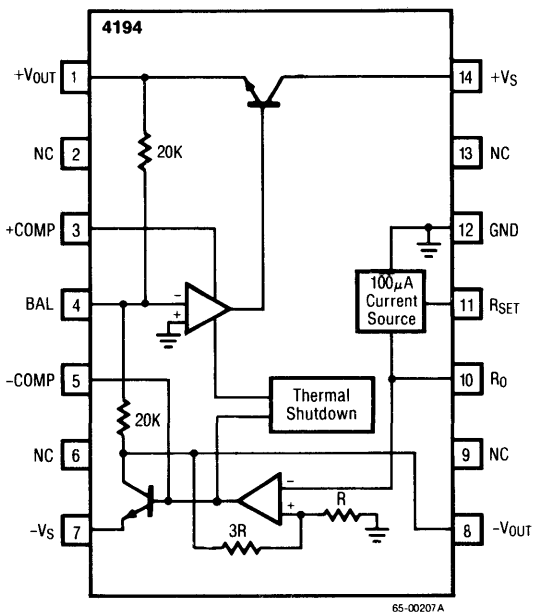 4194
+VOUT 1
14 +VS
NC 2
20K
13 NC
+COMP 3
12 GND
100μA
Current
Source
BAL 4
−
+
11 RSET
-COMP 5
10 RO
Thermal
Shutdown
20K
NC 6
9 NC
−
+
R
3R
-VS 7
8 -VOUT
65-00207A